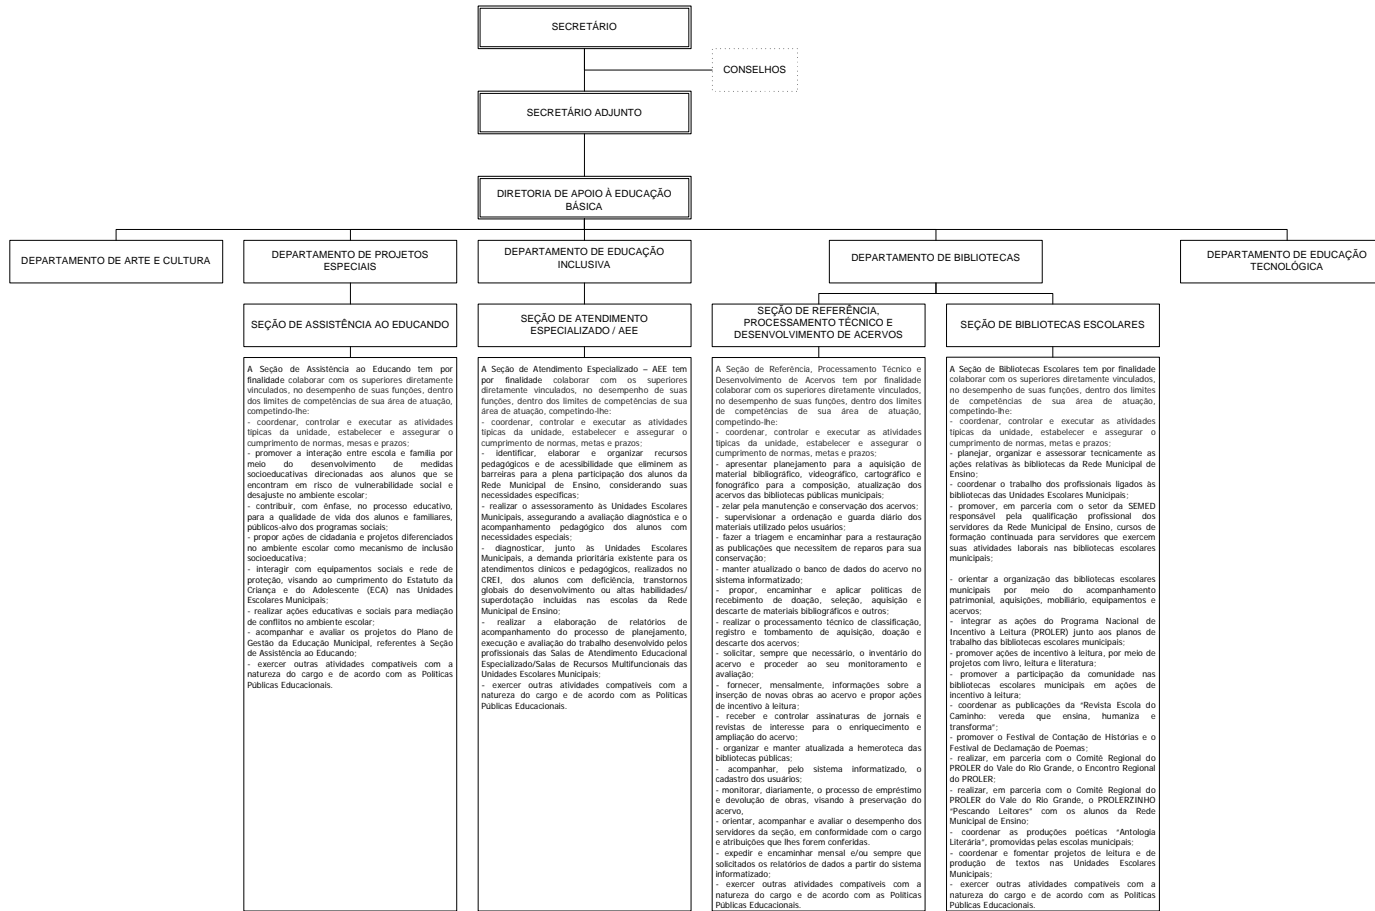 SECRETÁRIO
CONSELHOS
SECRETÁRIO ADJUNTO
DIRETORIA DE APOIO À EDUCAÇÃO
BÁSICA
DEPARTAMENTO DE ARTE E CULTURA
DEPARTAMENTO DE PROJETOS
ESPECIAIS
DEPARTAMENTO DE EDUCAÇÃO
INCLUSIVA
DEPARTAMENTO DE BIBLIOTECAS
DEPARTAMENTO DE EDUCAÇÃO
TECNOLÓGICA
SEÇÃO DE ASSISTÊNCIA AO EDUCANDO
SEÇÃO DE ATENDIMENTO
ESPECIALIZADO / AEE
SEÇÃO DE REFERÊNCIA,
PROCESSAMENTO TÉCNICO E
DESENVOLVIMENTO DE ACERVOS
SEÇÃO DE BIBLIOTECAS ESCOLARES
A Seção de Assistência ao Educando tem por
finalidade colaborar com os superiores diretamente
vinculados, no desempenho de suas funções, dentro
dos limites de competências de sua área de atuação,
competindo-lhe:
- coordenar, controlar e executar as atividades
típicas da unidade, estabelecer e assegurar o
cumprimento de normas, mesas e prazos;
- promover a interação entre escola e família por
meio do desenvolvimento de medidas
socioeducativas direcionadas aos alunos que se
encontram em risco de vulnerabilidade social e
desajuste no ambiente escolar;
- contribuir, com ênfase, no processo educativo,
para a qualidade de vida dos alunos e familiares,
públicos-alvo dos programas sociais;
- propor ações de cidadania e projetos diferenciados
no ambiente escolar como mecanismo de inclusão
socioeducativa;
- interagir com equipamentos sociais e rede de
proteção, visando ao cumprimento do Estatuto da
Criança e do Adolescente (ECA) nas Unidades
Escolares Municipais;
- realizar ações educativas e sociais para mediação
de conflitos no ambiente escolar;
- acompanhar e avaliar os projetos do Plano de
Gestão da Educação Municipal, referentes à Seção
de Assistência ao Educando;
- exercer outras atividades compatíveis com a
natureza do cargo e de acordo com as Políticas
Públicas Educacionais.
A Seção de Atendimento Especializado – AEE tem
por finalidade colaborar com os superiores
diretamente vinculados, no desempenho de suas
funções, dentro dos limites de competências de sua
área de atuação, competindo-lhe:
- coordenar, controlar e executar as atividades
típicas da unidade, estabelecer e assegurar o
cumprimento de normas, metas e prazos;
- identificar, elaborar e organizar recursos
pedagógicos e de acessibilidade que eliminem as
barreiras para a plena participação dos alunos da
Rede Municipal de Ensino, considerando suas
necessidades específicas;
- realizar o assessoramento às Unidades Escolares
Municipais, assegurando a avaliação diagnóstica e o
acompanhamento pedagógico dos alunos com
necessidades especiais;
- diagnosticar, junto às Unidades Escolares
Municipais, a demanda prioritária existente para os
atendimentos clínicos e pedagógicos, realizados no
CREI, dos alunos com deficiência, transtornos
globais do desenvolvimento ou altas habilidades/
superdotação incluídas nas escolas da Rede
Municipal de Ensino;
- realizar a elaboração de relatórios de
acompanhamento do processo de planejamento,
execução e avaliação do trabalho desenvolvido pelos
profissionais das Salas de Atendimento Educacional
Especializado/Salas de Recursos Multifuncionais das
Unidades Escolares Municipais;
- exercer outras atividades compatíveis com a
natureza do cargo e de acordo com as Políticas
Públicas Educacionais.
A Seção de Referência, Processamento Técnico e
Desenvolvimento de Acervos tem por finalidade
colaborar com os superiores diretamente vinculados,
no desempenho de suas funções, dentro dos limites
de competências de sua área de atuação,
competindo-lhe:
- coordenar, controlar e executar as atividades
típicas da unidade, estabelecer e assegurar o
cumprimento de normas, metas e prazos;
- apresentar planejamento para a aquisição de
material bibliográfico, videográfico, cartográfico e
fonográfico para a composição, atualização dos
acervos das bibliotecas públicas municipais;
- zelar pela manutenção e conservação dos acervos;
- supervisionar a ordenação e guarda diário dos
materiais utilizado pelos usuários;
- fazer a triagem e encaminhar para a restauração
as publicações que necessitem de reparos para sua
conservação;
- manter atualizado o banco de dados do acervo no
sistema informatizado;
- propor, encaminhar e aplicar políticas de
recebimento de doação, seleção, aquisição e
descarte de materiais bibliográficos e outros;
- realizar o processamento técnico de classificação,
registro e tombamento de aquisição, doação e
descarte dos acervos;
- solicitar, sempre que necessário, o inventário do
acervo e proceder ao seu monitoramento e
avaliação;
- fornecer, mensalmente, informações sobre a
inserção de novas obras ao acervo e propor ações
de incentivo à leitura;
- receber e controlar assinaturas de jornais e
revistas de interesse para o enriquecimento e
ampliação do acervo;
- organizar e manter atualizada a hemeroteca das
bibliotecas públicas;
- acompanhar, pelo sistema informatizado, o
cadastro dos usuários;
- monitorar, diariamente, o processo de empréstimo
e devolução de obras, visando à preservação do
acervo,
- orientar, acompanhar e avaliar o desempenho dos
servidores da seção, em conformidade com o cargo
e atribuições que lhes forem conferidas.
- expedir e encaminhar mensal e/ou sempre que
solicitados os relatórios de dados a partir do sistema
informatizado;
- exercer outras atividades compatíveis com a
natureza do cargo e de acordo com as Políticas
Públicas Educacionais.
A Seção de Bibliotecas Escolares tem por finalidade
colaborar com os superiores diretamente vinculados,
no desempenho de suas funções, dentro dos limites
de competências de sua área de atuação,
competindo-lhe:
- coordenar, controlar e executar as atividades
típicas da unidade, estabelecer e assegurar o
cumprimento de normas, metas e prazos;
- planejar, organizar e assessorar tecnicamente as
ações relativas às bibliotecas da Rede Municipal de
Ensino;
- coordenar o trabalho dos profissionais ligados às
bibliotecas das Unidades Escolares Municipais;
- promover, em parceria com o setor da SEMED
responsável pela qualificação profissional dos
servidores da Rede Municipal de Ensino, cursos de
formação continuada para servidores que exercem
suas atividades laborais nas bibliotecas escolares
municipais;
- orientar a organização das bibliotecas escolares
municipais por meio do acompanhamento
patrimonial, aquisições, mobiliário, equipamentos e
acervos;
- integrar as ações do Programa Nacional de
Incentivo à Leitura (PROLER) junto aos planos de
trabalho das bibliotecas escolares municipais;
- promover ações de incentivo à leitura, por meio de
projetos com livro, leitura e literatura;
- promover a participação da comunidade nas
bibliotecas escolares municipais em ações de
incentivo à leitura;
- coordenar as publicações da “Revista Escola do
Caminho: vereda que ensina, humaniza e
transforma”;
- promover o Festival de Contação de Histórias e o
Festival de Declamação de Poemas;
- realizar, em parceria com o Comitê Regional do
PROLER do Vale do Rio Grande, o Encontro Regional
do PROLER;
- realizar, em parceria com o Comitê Regional do
PROLER do Vale do Rio Grande, o PROLERZINHO
“Pescando Leitores” com os alunos da Rede
Municipal de Ensino;
- coordenar as produções poéticas “Antologia
Literária”, promovidas pelas escolas municipais;
- coordenar e fomentar projetos de leitura e de
produção de textos nas Unidades Escolares
Municipais;
- exercer outras atividades compatíveis com a
natureza do cargo e de acordo com as Políticas
Públicas Educacionais.